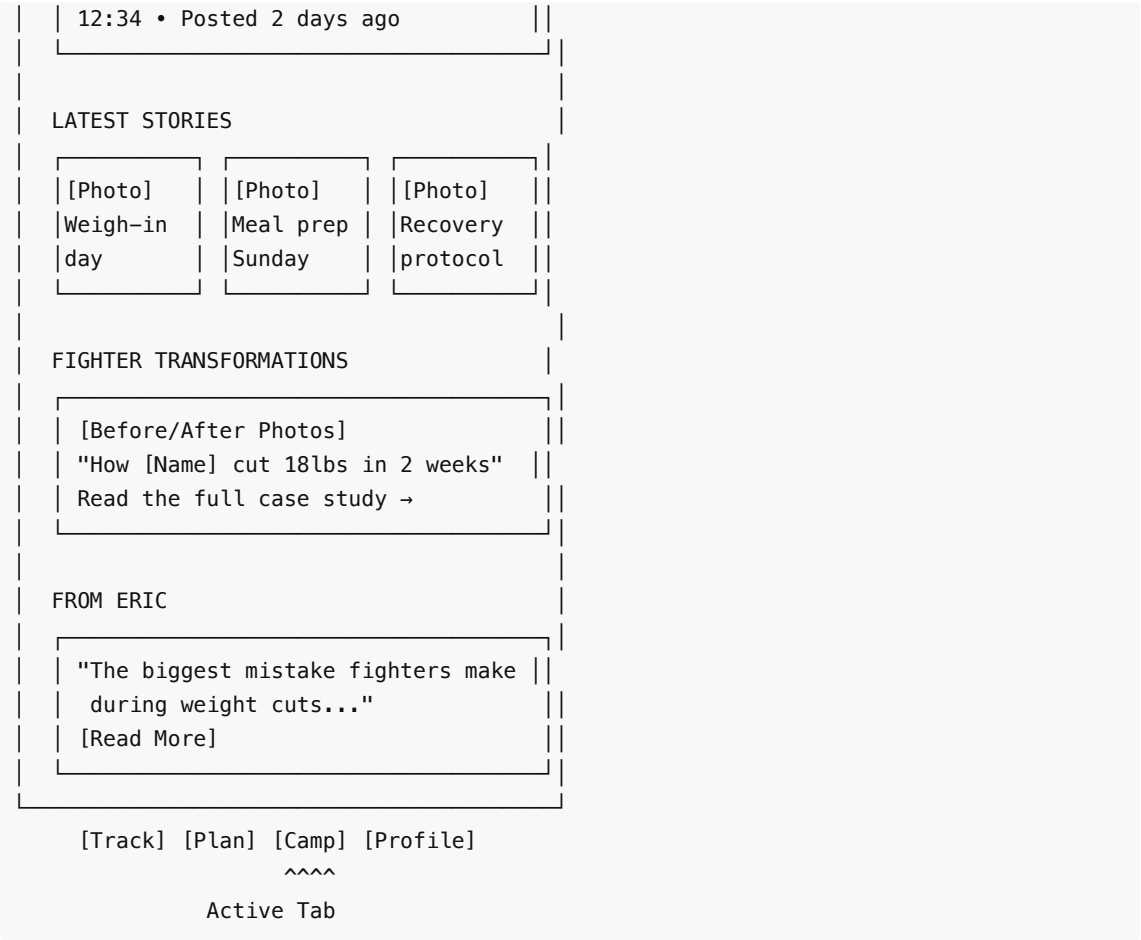 12:34 • Posted 2 days ago
LATEST STORIES
[Photo] [Photo] [Photo]
Weigh-in Meal prep Recovery
day Sunday protocol
FIGHTER TRANSFORMATIONS
[Before/After Photos]
"How [Name] cut 18lbs in 2 weeks"
Read the full case study →
FROM ERIC
"The biggest mistake fighters make
during weight cuts..."
[Read More]
[Track] [Plan] [Camp] [Profile]
^^^^
Active Tab